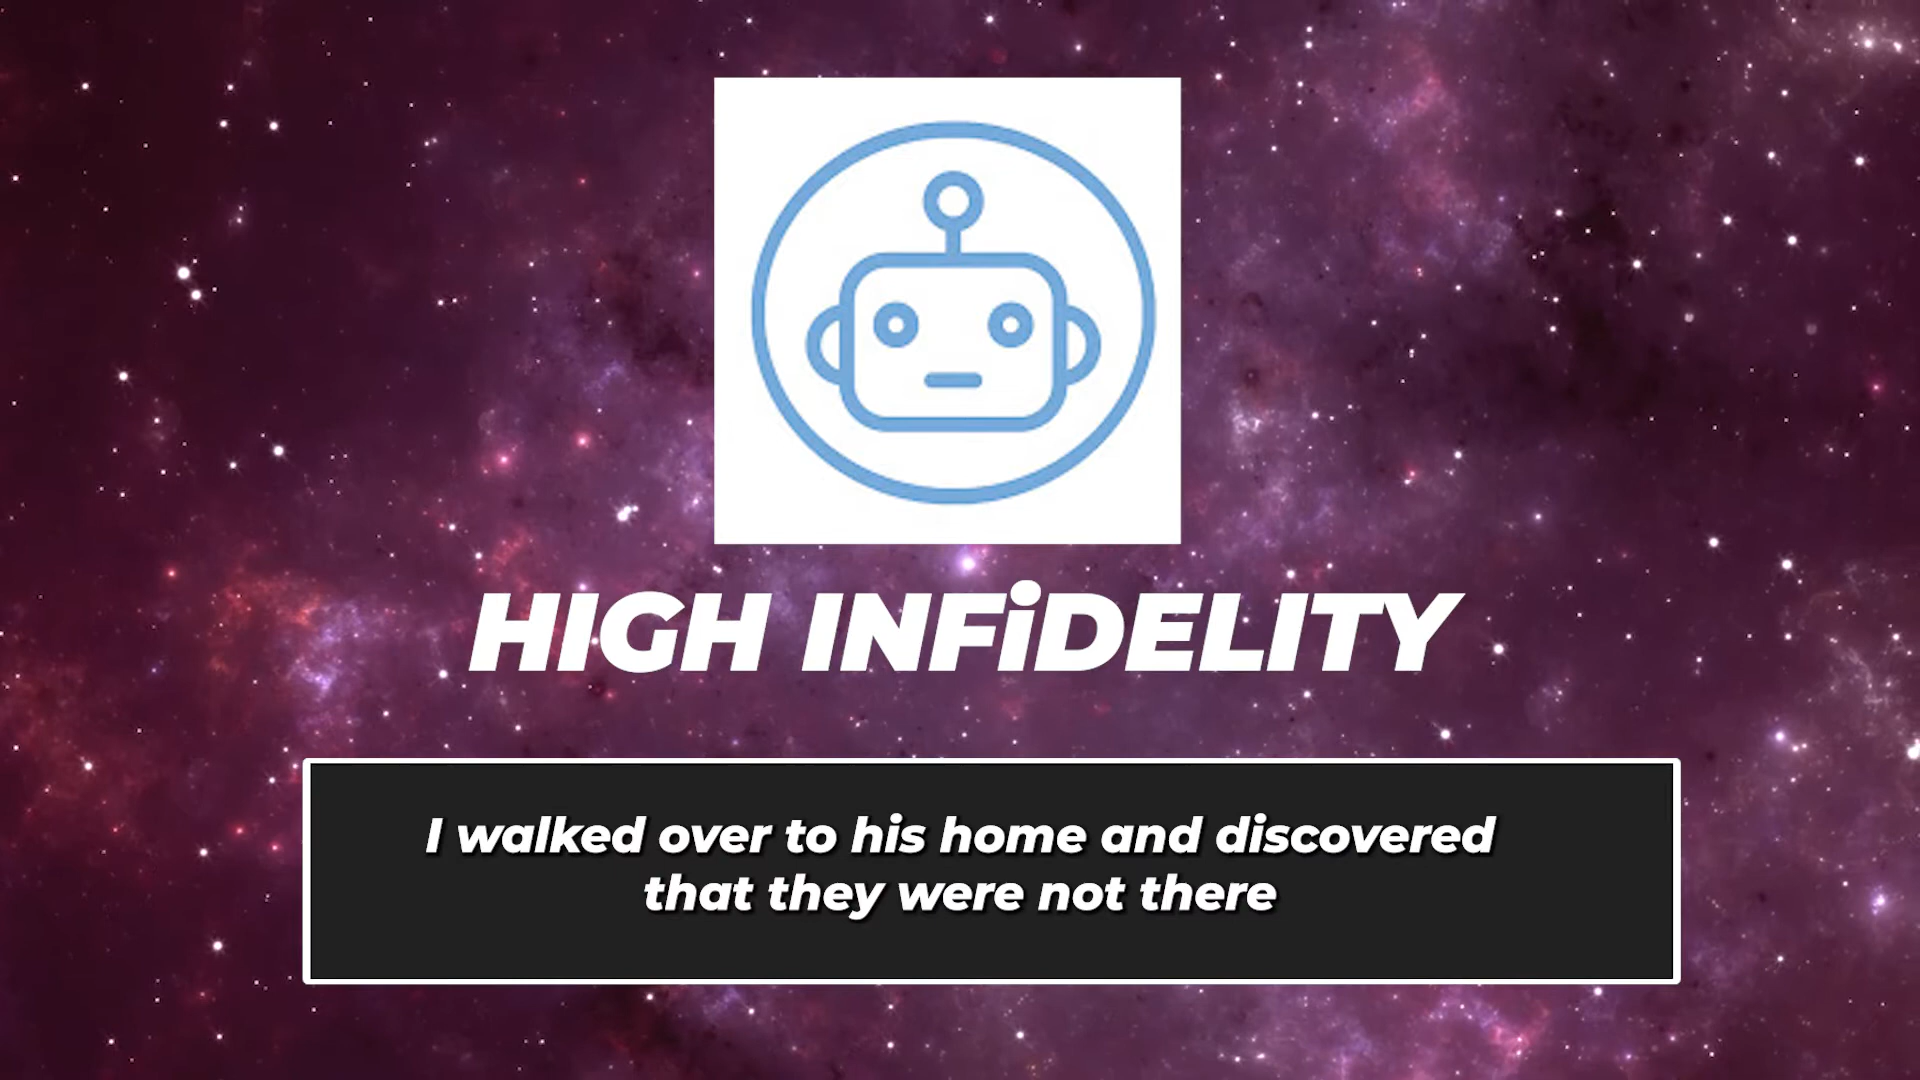 HIGH INFiDELITY
I walked over to his home and discovered
that they were not there